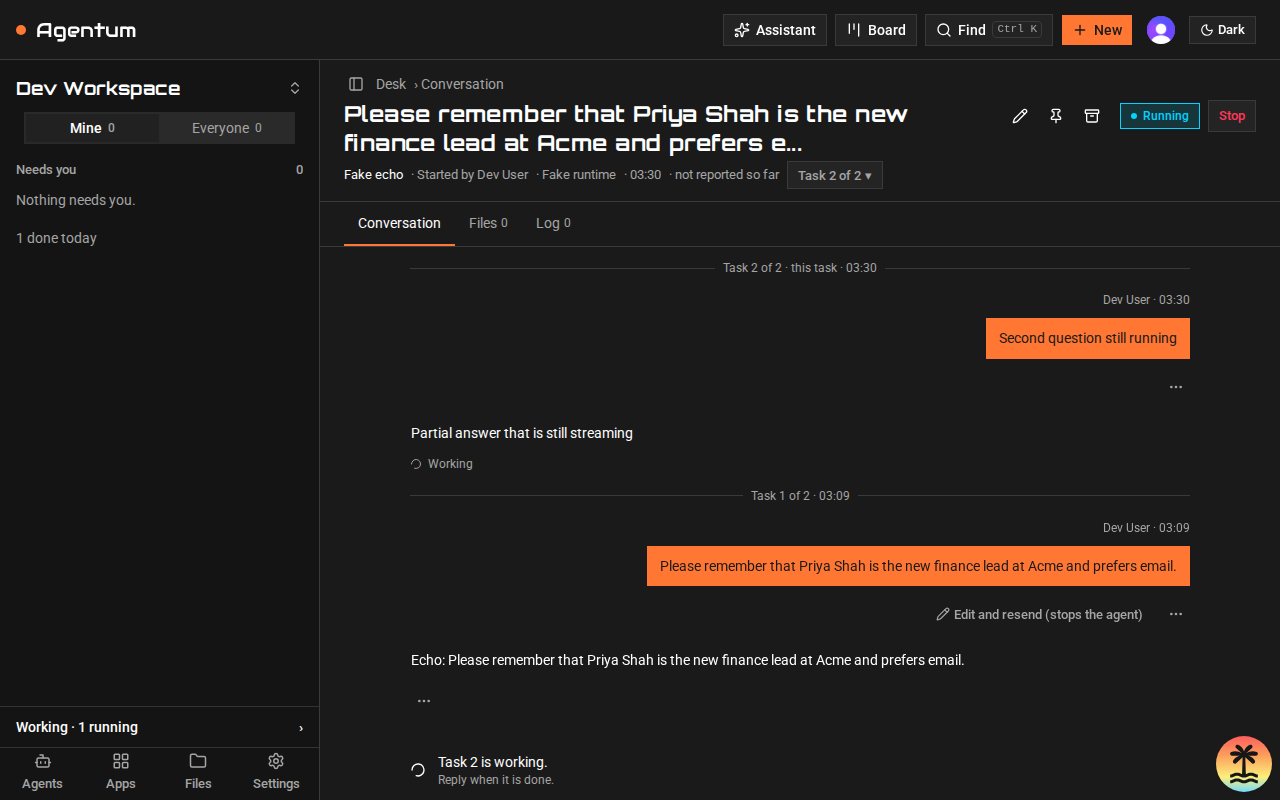 Agentum
Assistant
Board
Find Ctrl K
New
Dark
Dev Workspace
Mine 0
Everyone 0
Needs you 0
Nothing needs you.
1 done today
Working · 1 running ›
Agents
Apps
Files
Settings
Desk › Conversation
Please remember that Priya Shah is the new
finance lead at Acme and prefers e...
Running
Stop
Fake echo · Started by Dev User · Fake runtime · 03:30 · not reported so far Task 2 of 2 ▾
Conversation
Files 0
Log 0
Task 2 of 2 · this task · 03:30
Dev User · 03:30
Second question still running
Partial answer that is still streaming
Working
Task 1 of 2 · 03:09
Dev User · 03:09
Please remember that Priya Shah is the new finance lead at Acme and prefers email.
Edit and resend (stops the agent)
Echo: Please remember that Priya Shah is the new finance lead at Acme and prefers email.
Task 2 is working.
Reply when it is done.